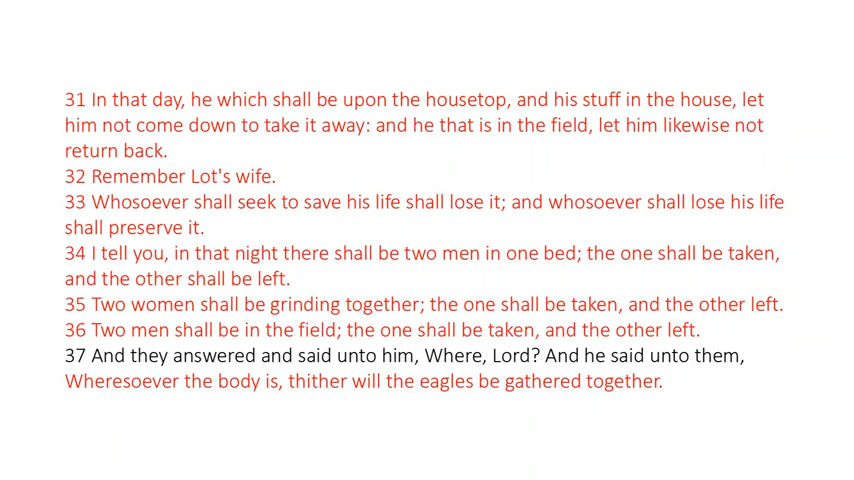 31 In that day, he which shall be upon the housetop, and his stuff in the house, let
him not come down to take it away: and he that is in the field, let him likewise not
return back.
32 Remember Lot's wife.
33 Whosoever shall seek to save his life shall lose it; and whosoever shall lose his life
shall preserve it.
34 I tell you, in that night there shall be two men in one bed; the one shall be taken,
and the other shall be left.
35 Two women shall be grinding together; the one shall be taken, and the other left.
36 Two men shall be in the field; the one shall be taken, and the other left.
37 And they answered and said unto him, Where, Lord? And he said unto them,
Wheresoever the body is, thither will the eagles be gathered together.